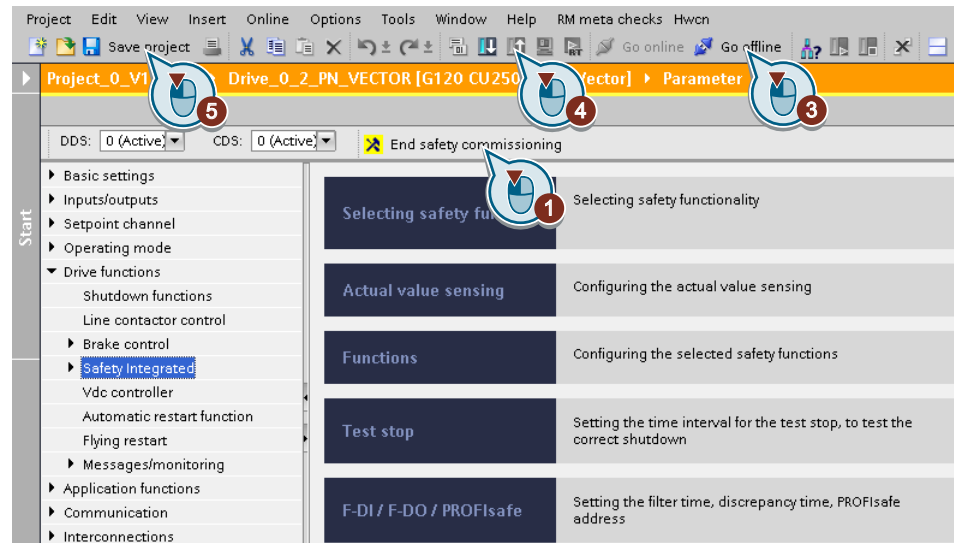 Project Edit View Insert Online Options Tools Window Help RM meta checks Hwcn
Save project Go online Go offline
Project_0_V1 Drive_0_2_PN_VECTOR [G120 CU250 ector] Parameter
5 4 3
DDS: 0 (Active) CDS: 0 (Active) End safety commissioning
1
Start
Basic settings
Inputs/outputs
Setpoint channel
Operating mode
Drive functions
Shutdown functions
Line contactor control
Brake control
Safety Integrated
Vdc controller
Automatic restart function
Flying restart
Messages/monitoring
Application functions
Communication
Interconnections
Selecting safety fu
Selecting safety functionality
Actual value sensing
Configuring the actual value sensing
Functions
Configuring the selected safety functions
Test stop
Setting the time interval for the test stop, to test the
correct shutdown
F-DI / F-DO / PROFIsafe
Setting the filter time, discrepancy time, PROFIsafe
address